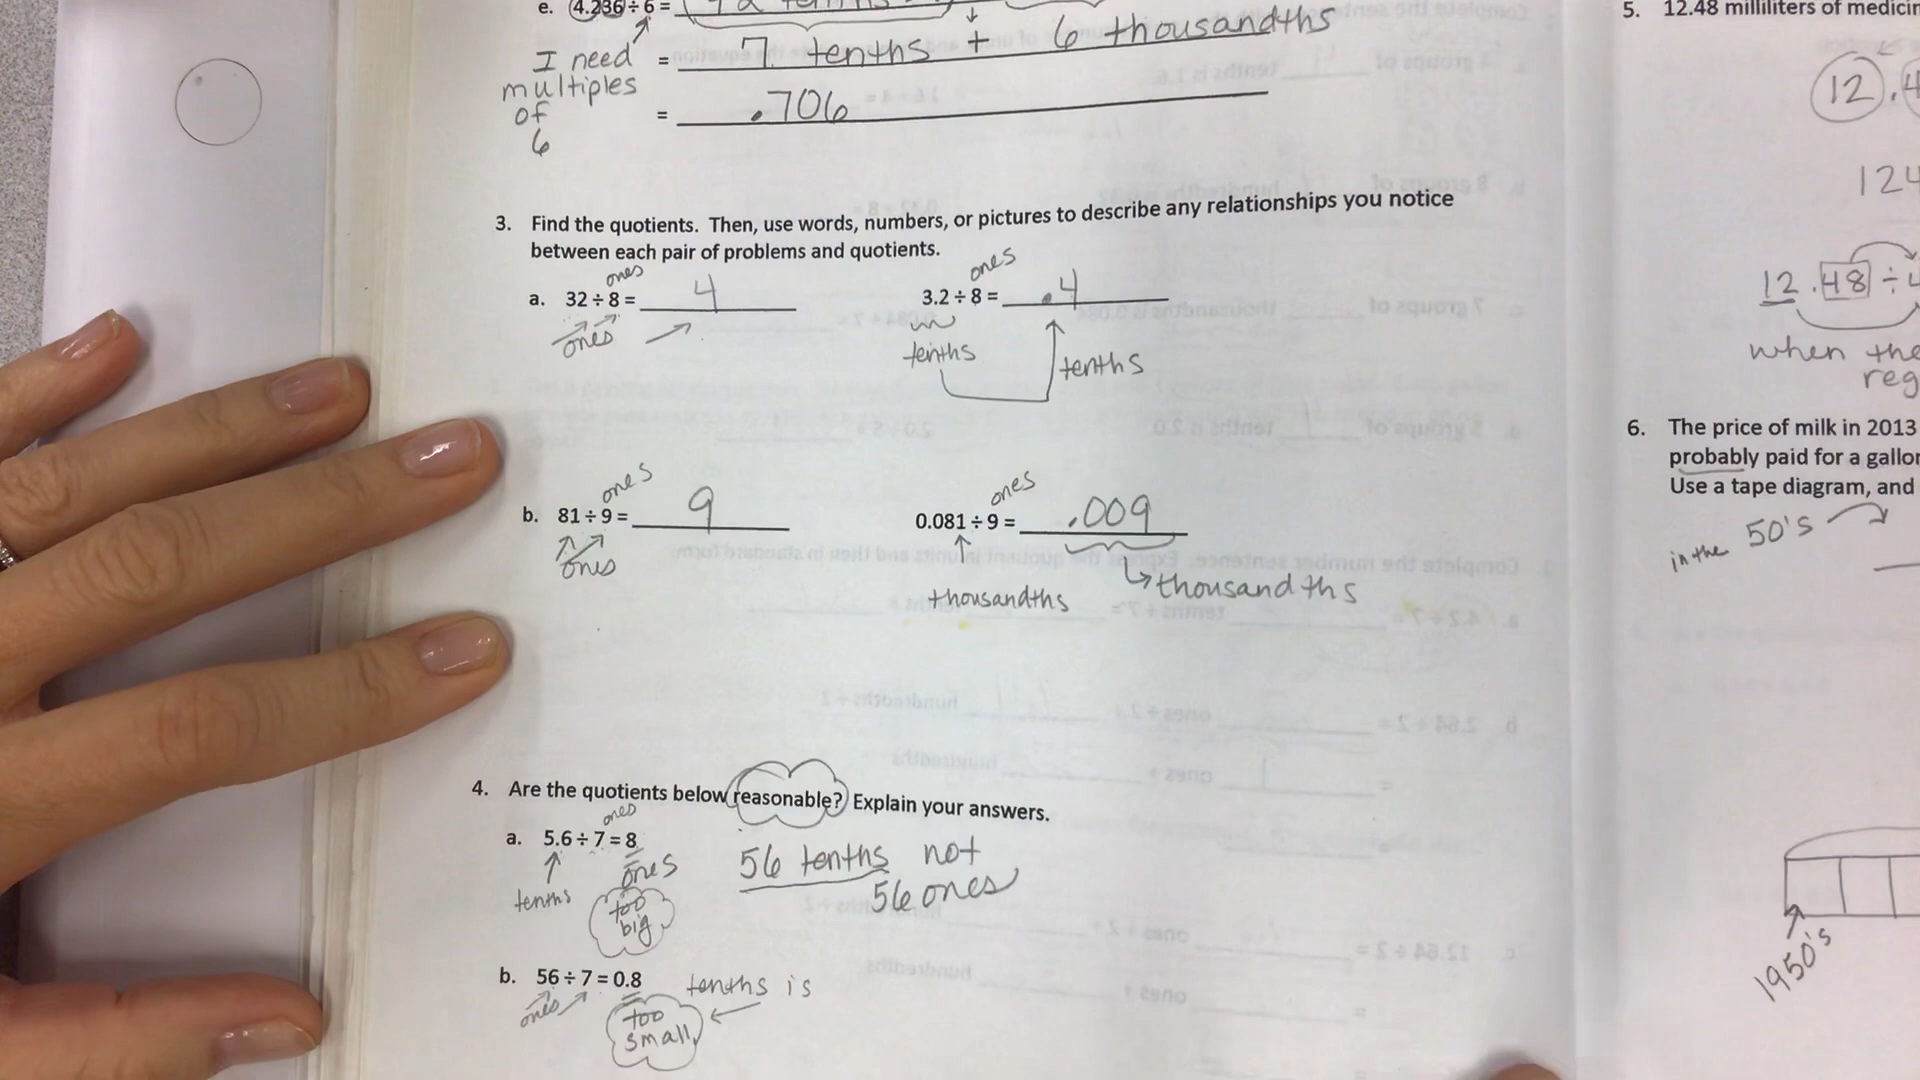 e. 4.236 ÷ 6 =
I need = 7 tenths + 6 thousandths
multiples
of = .706
6
3. Find the quotients. Then, use words, numbers, or pictures to describe any relationships you notice
between each pair of problems and quotients.
ones
a. 32 ÷ 8 = 4
ones
ones
3.2 ÷ 8 = .4
tenths
tenths
ones
b. 81 ÷ 9 = 9
ones
ones
0.081 ÷ 9 = .009
thousandths
thousandths
4. Are the quotients below reasonable? Explain your answers.
ones
a. 5.6 ÷ 7 = 8
tenths
ones
too
big
56 tenths not
56 ones
b. 56 ÷ 7 = 0.8 tenths is
ones
too
small
5. 12.48 milliliters of medicin
12.4
124
12.48 ÷ 4
when the
reg
6. The price of milk in 2013
probably paid for a gallon
Use a tape diagram, and
in the 50's
1950's